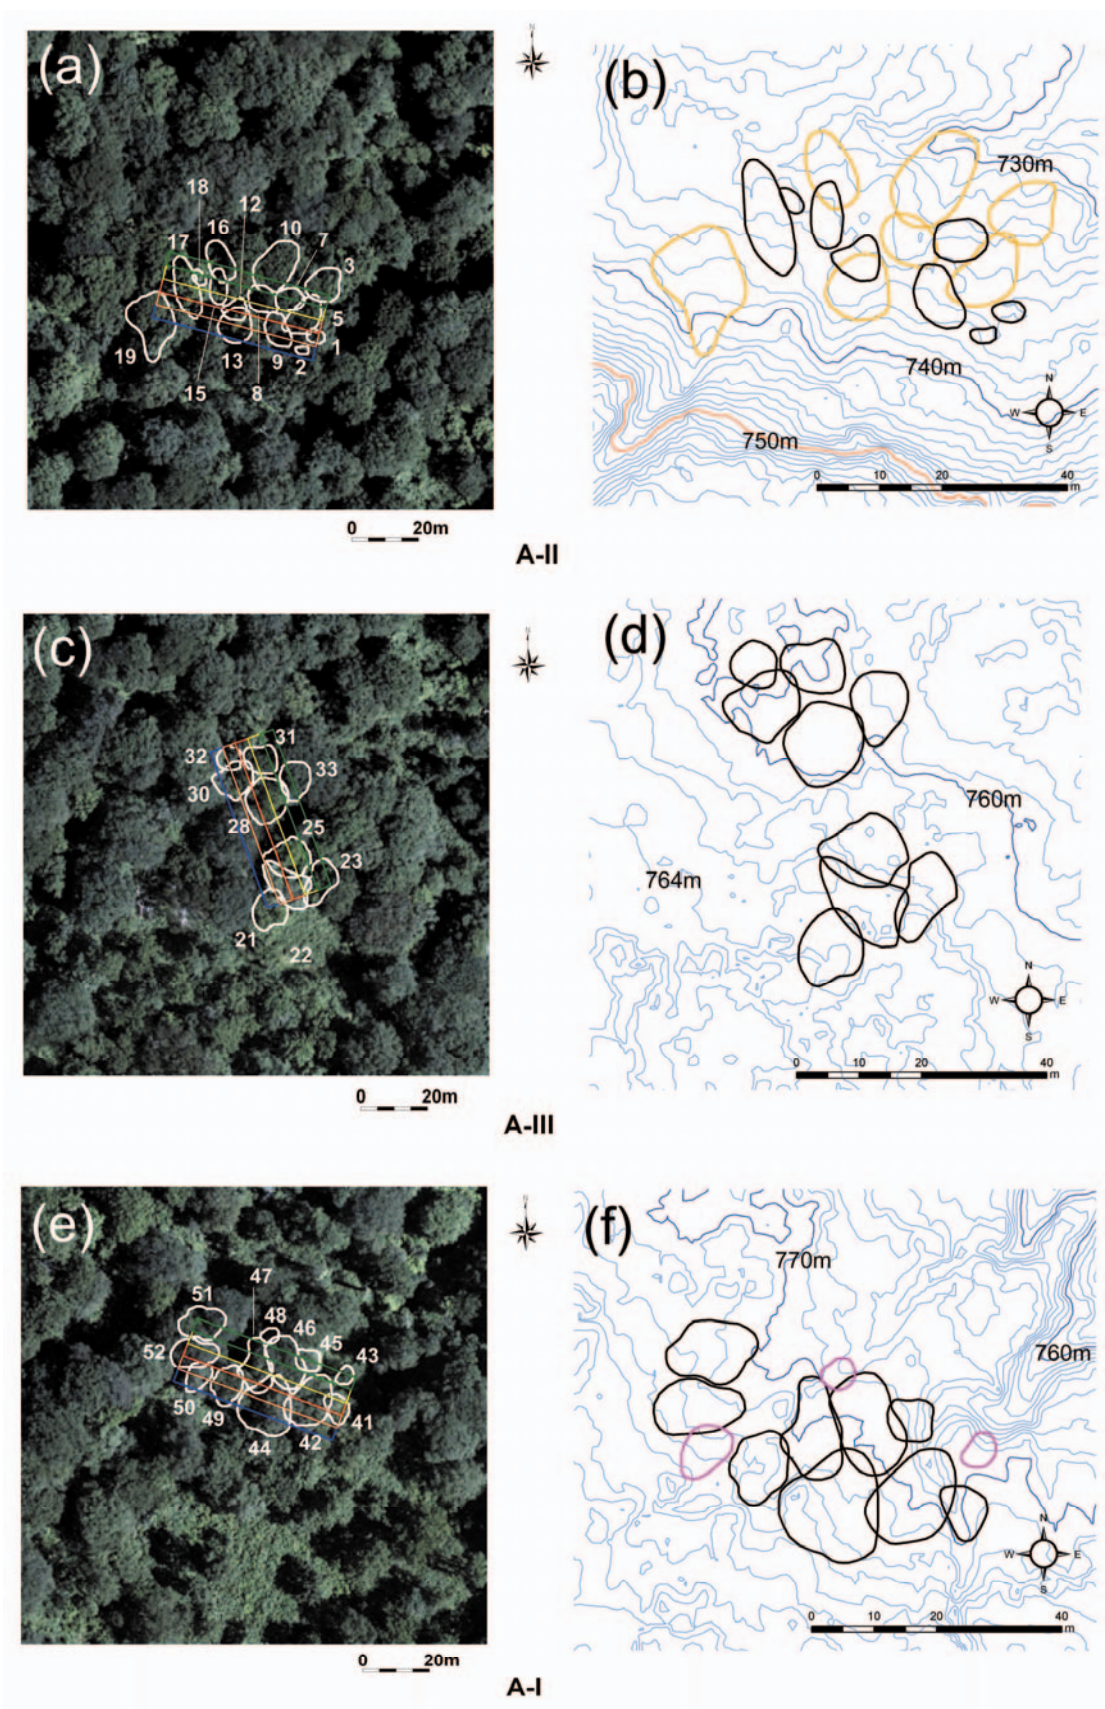 (a)
N
18
12
16
10
7
17
3
5
19
13
9
2
1
15
8
0 20m
(b)
730m
740m
750m
N
W E
S
0 10 20 40
m
A-II
(c)
N
31
32
33
30
28
25
23
21
22
0 20m
(d)
760m
764m
N
W E
S
0 10 20 40
m
A-III
(e)
N
47
51
48
46
45
52
43
50
49
41
44
42
0 20m
(f)
770m
760m
N
W E
S
0 10 20 40
m
A-I